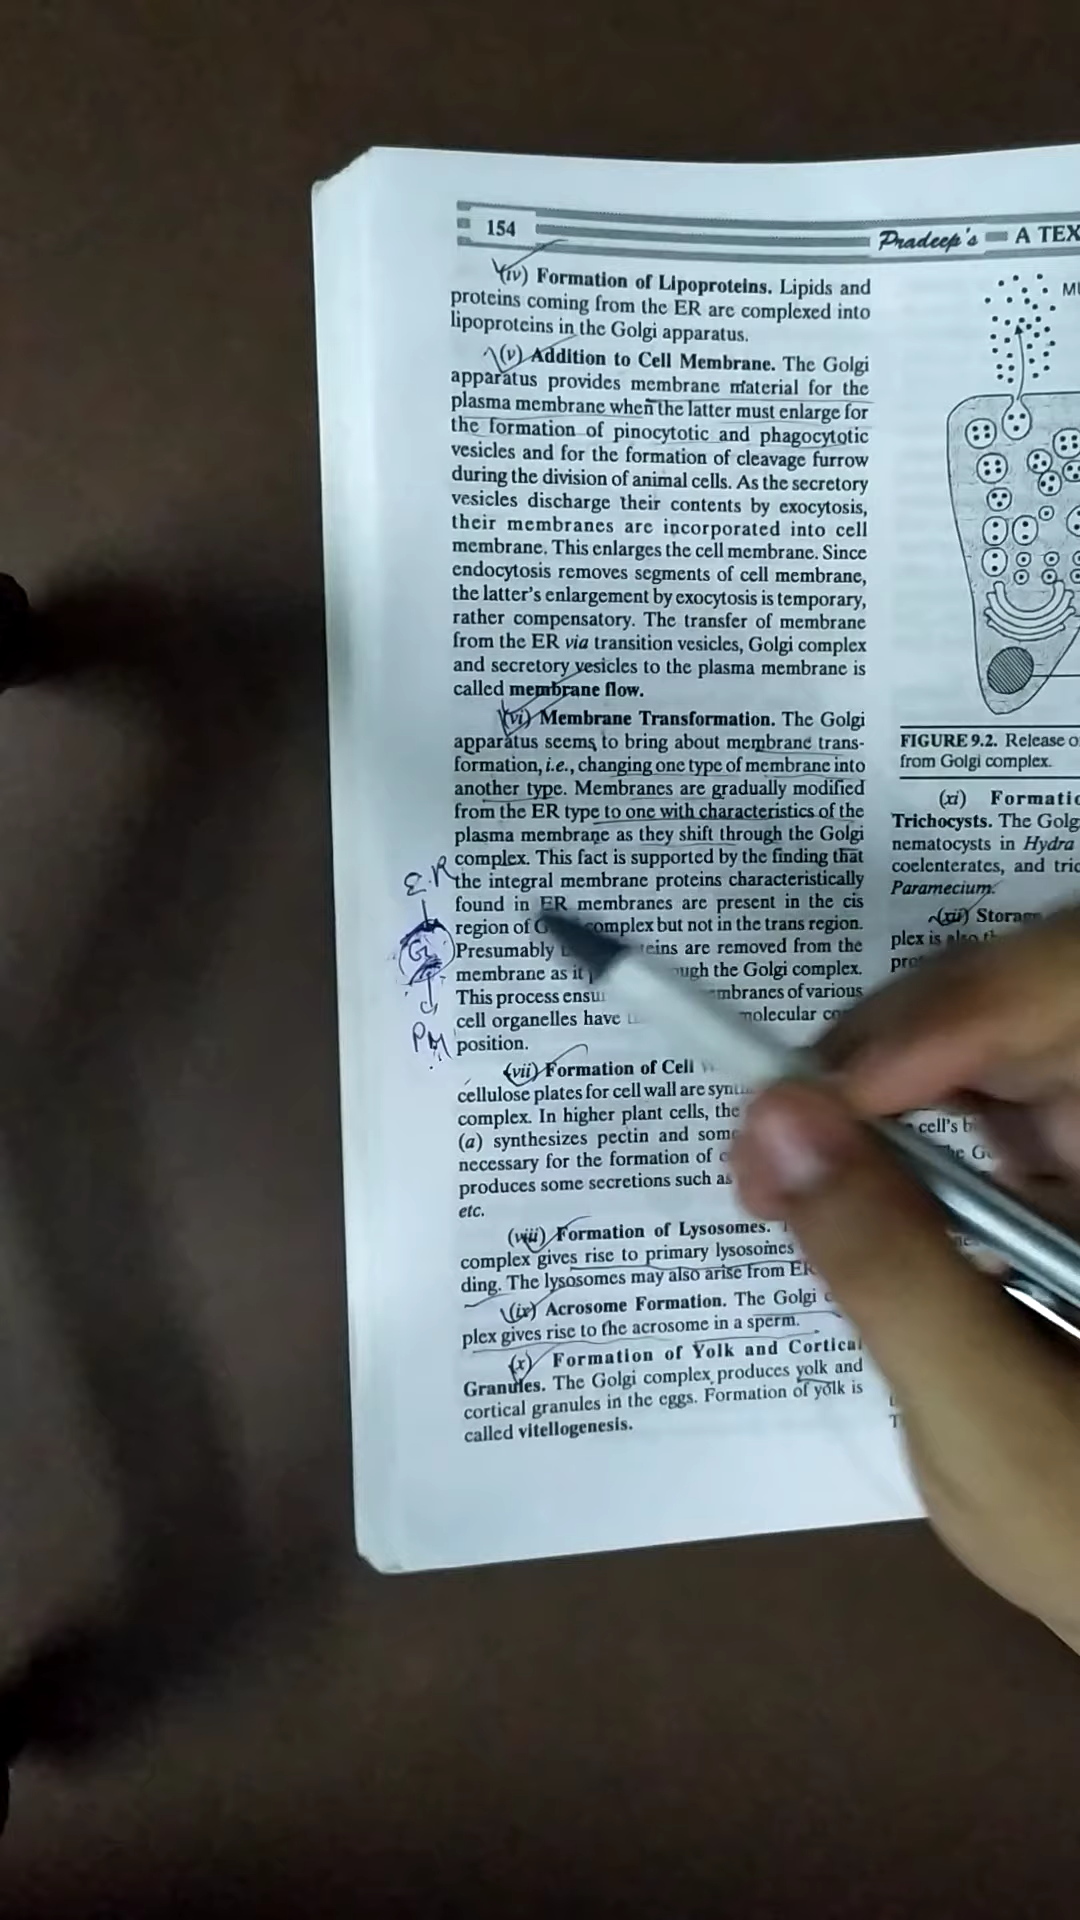 154
Pradeep's A TEX
(iv) Formation of Lipoproteins. Lipids and
proteins coming from the ER are complexed into
lipoproteins in the Golgi apparatus.
(v) Addition to Cell Membrane. The Golgi
apparatus provides membrane material for the
plasma membrane when the latter must enlarge for
the formation of pinocytotic and phagocytotic
vesicles and for the formation of cleavage furrow
during the division of animal cells. As the secretory
vesicles discharge their contents by exocytosis,
their membranes are incorporated into cell
membrane. This enlarges the cell membrane. Since
endocytosis removes segments of cell membrane,
the latter's enlargement by exocytosis is temporary,
rather compensatory. The transfer of membrane
from the ER via transition vesicles, Golgi complex
and secretory vesicles to the plasma membrane is
called membrane flow.
(vi) Membrane Transformation. The Golgi
apparatus seems to bring about membrane trans-
formation, i.e., changing one type of membrane into
another type. Membranes are gradually modified
from the ER type to one with characteristics of the
plasma membrane as they shift through the Golgi
complex. This fact is supported by the finding that
the integral membrane proteins characteristically
found in ER membranes are present in the cis
region of complex but not in the trans region.
Presumably teins are removed from the
membrane as it ugh the Golgi complex.
This process ensu mbranes of various
cell organelles have molecular
position.
E.R
G
PM
(vii) Formation of Cell
cellulose plates for cell wall are
complex. In higher plant cells, the
(a) synthesizes pectin and some
necessary for the formation of
produces some secretions such as
etc.
(viii) Formation of Lysosomes.
complex gives rise to primary lysosomes
ding. The lysosomes may also arise from ER
(ix) Acrosome Formation. The Golgi
plex gives rise to the acrosome in a sperm.
(x) Formation of Yolk and Cortical
Granules. The Golgi complex produces yolk and
cortical granules in the eggs. Formation of yolk is
called vitellogenesis.
MU
FIGURE 9.2. Release o
from Golgi complex.
(xi) Formatio
Trichocysts. The Golg
nematocysts in Hydra
coelenterates, and tric
Paramecium.
(xii) Storag
plex is also th
cell's